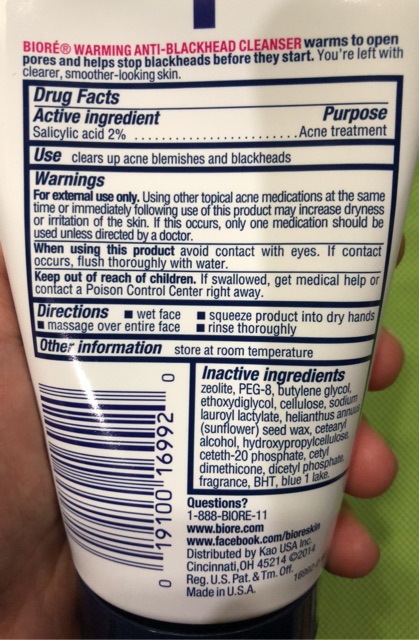 BIORÉ® WARMING ANTI-BLACKHEAD CLEANSER warms to open
pores and helps stop blackheads before they start. You're left with
clearer, smoother-looking skin.
Drug Facts
Active ingredient Purpose
Salicylic acid 2% ........................ Acne treatment
Use clears up acne blemishes and blackheads
Warnings
For external use only. Using other topical acne medications at the same
time or immediately following use of this product may increase dryness
or irritation of the skin. If this occurs, only one medication should be
used unless directed by a doctor.
When using this product avoid contact with eyes. If contact
occurs, flush thoroughly with water.
Keep out of reach of children. If swallowed, get medical help or
contact a Poison Control Center right away.
Directions ■ wet face ■ squeeze product into dry hands
■ massage over entire face ■ rinse thoroughly
Other information store at room temperature
Inactive ingredients
zeolite, PEG-8, butylene glycol,
ethoxydiglycol, cellulose, sodium
lauroyl lactylate, helianthus annuus
(sunflower) seed wax, cetearyl
alcohol, hydroxypropylcellulose,
ceteth-20 phosphate, cetyl
dimethicone, dicetyl phosphate,
fragrance, BHT, blue 1 lake.
0 19100 16992 0
Questions?
1-888-BIORE-11
www.biore.com
www.facebook.com/bioreskin
Distributed by Kao USA Inc.
Cincinnati,OH 45214 ©2014
Reg. U.S. Pat. & Tm. Off.
Made in U.S.A.